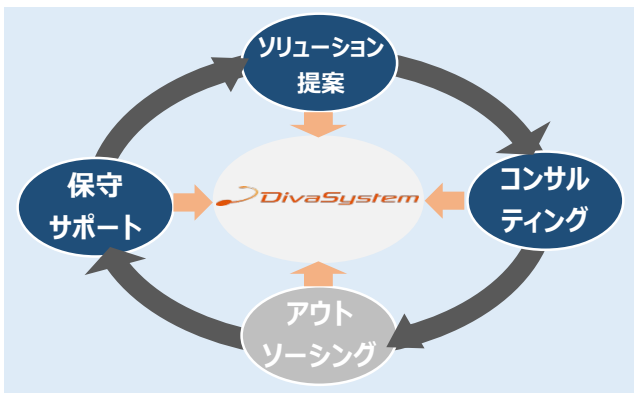 ソリューション
提案
保守
サポート
DivaSystem
コンサル
ティング
アウト
ソーシング